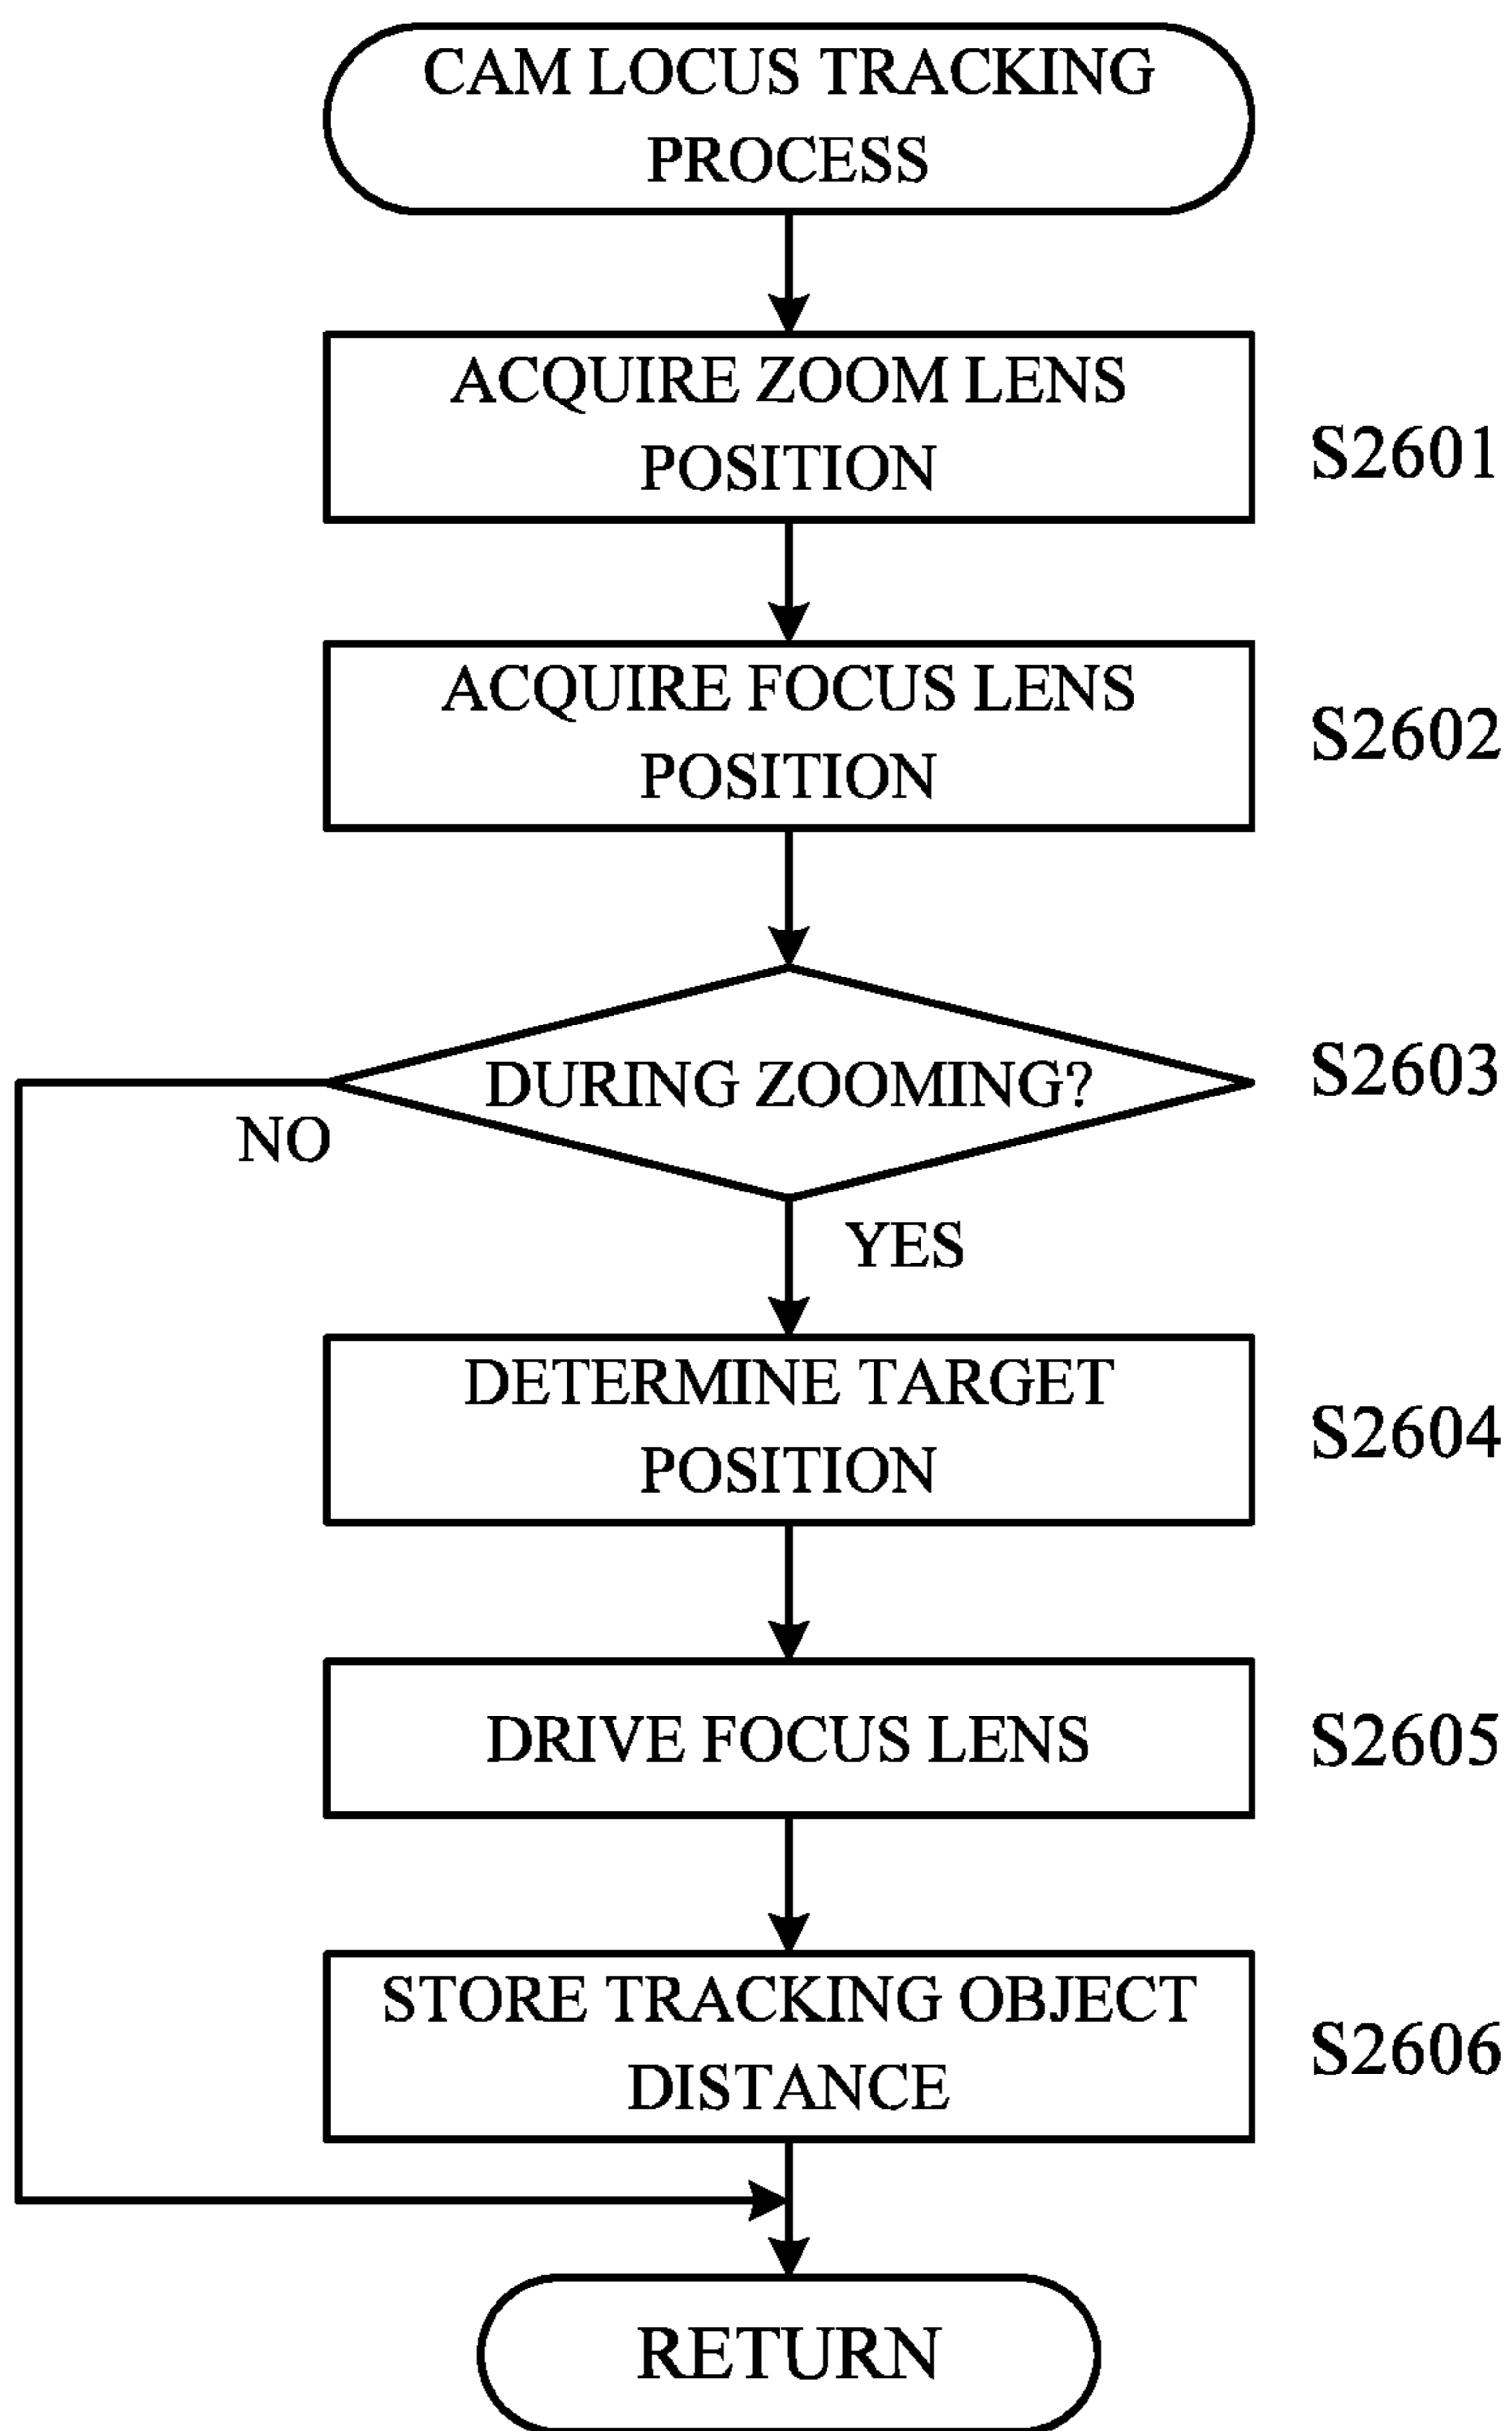 CAM LOCUS TRACKING
PROCESS
ACQUIRE ZOOM LENS
POSITION
S2601
ACQUIRE FOCUS LENS
POSITION
S2602
DURING ZOOMING?
S2603
NO
YES
DETERMINE TARGET
POSITION
S2604
DRIVE FOCUS LENS
S2605
STORE TRACKING OBJECT
DISTANCE
S2606
RETURN